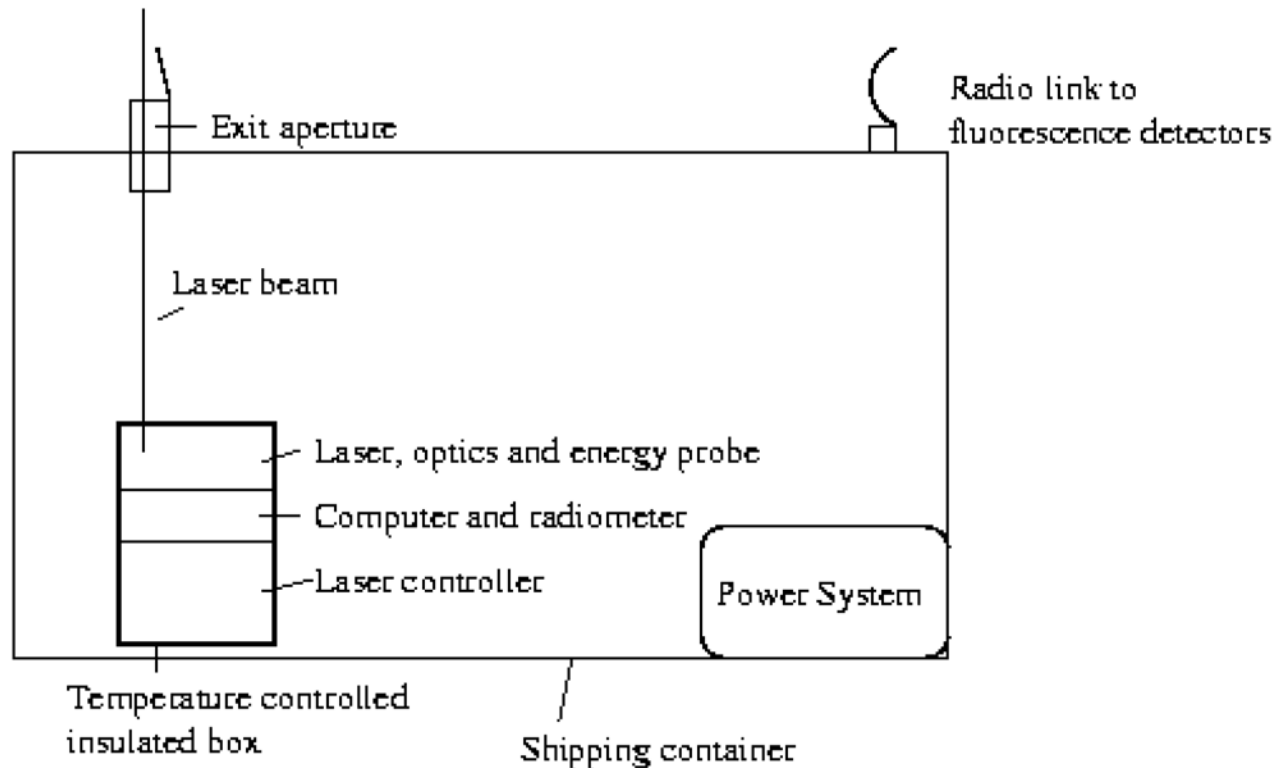 Exit aperture
Radio link to
fluorescence detectors
Laser beam
Laser, optics and energy probe
Computer and radiometer
Laser controller
Power System
Temperature controlled
insulated box
Shipping container